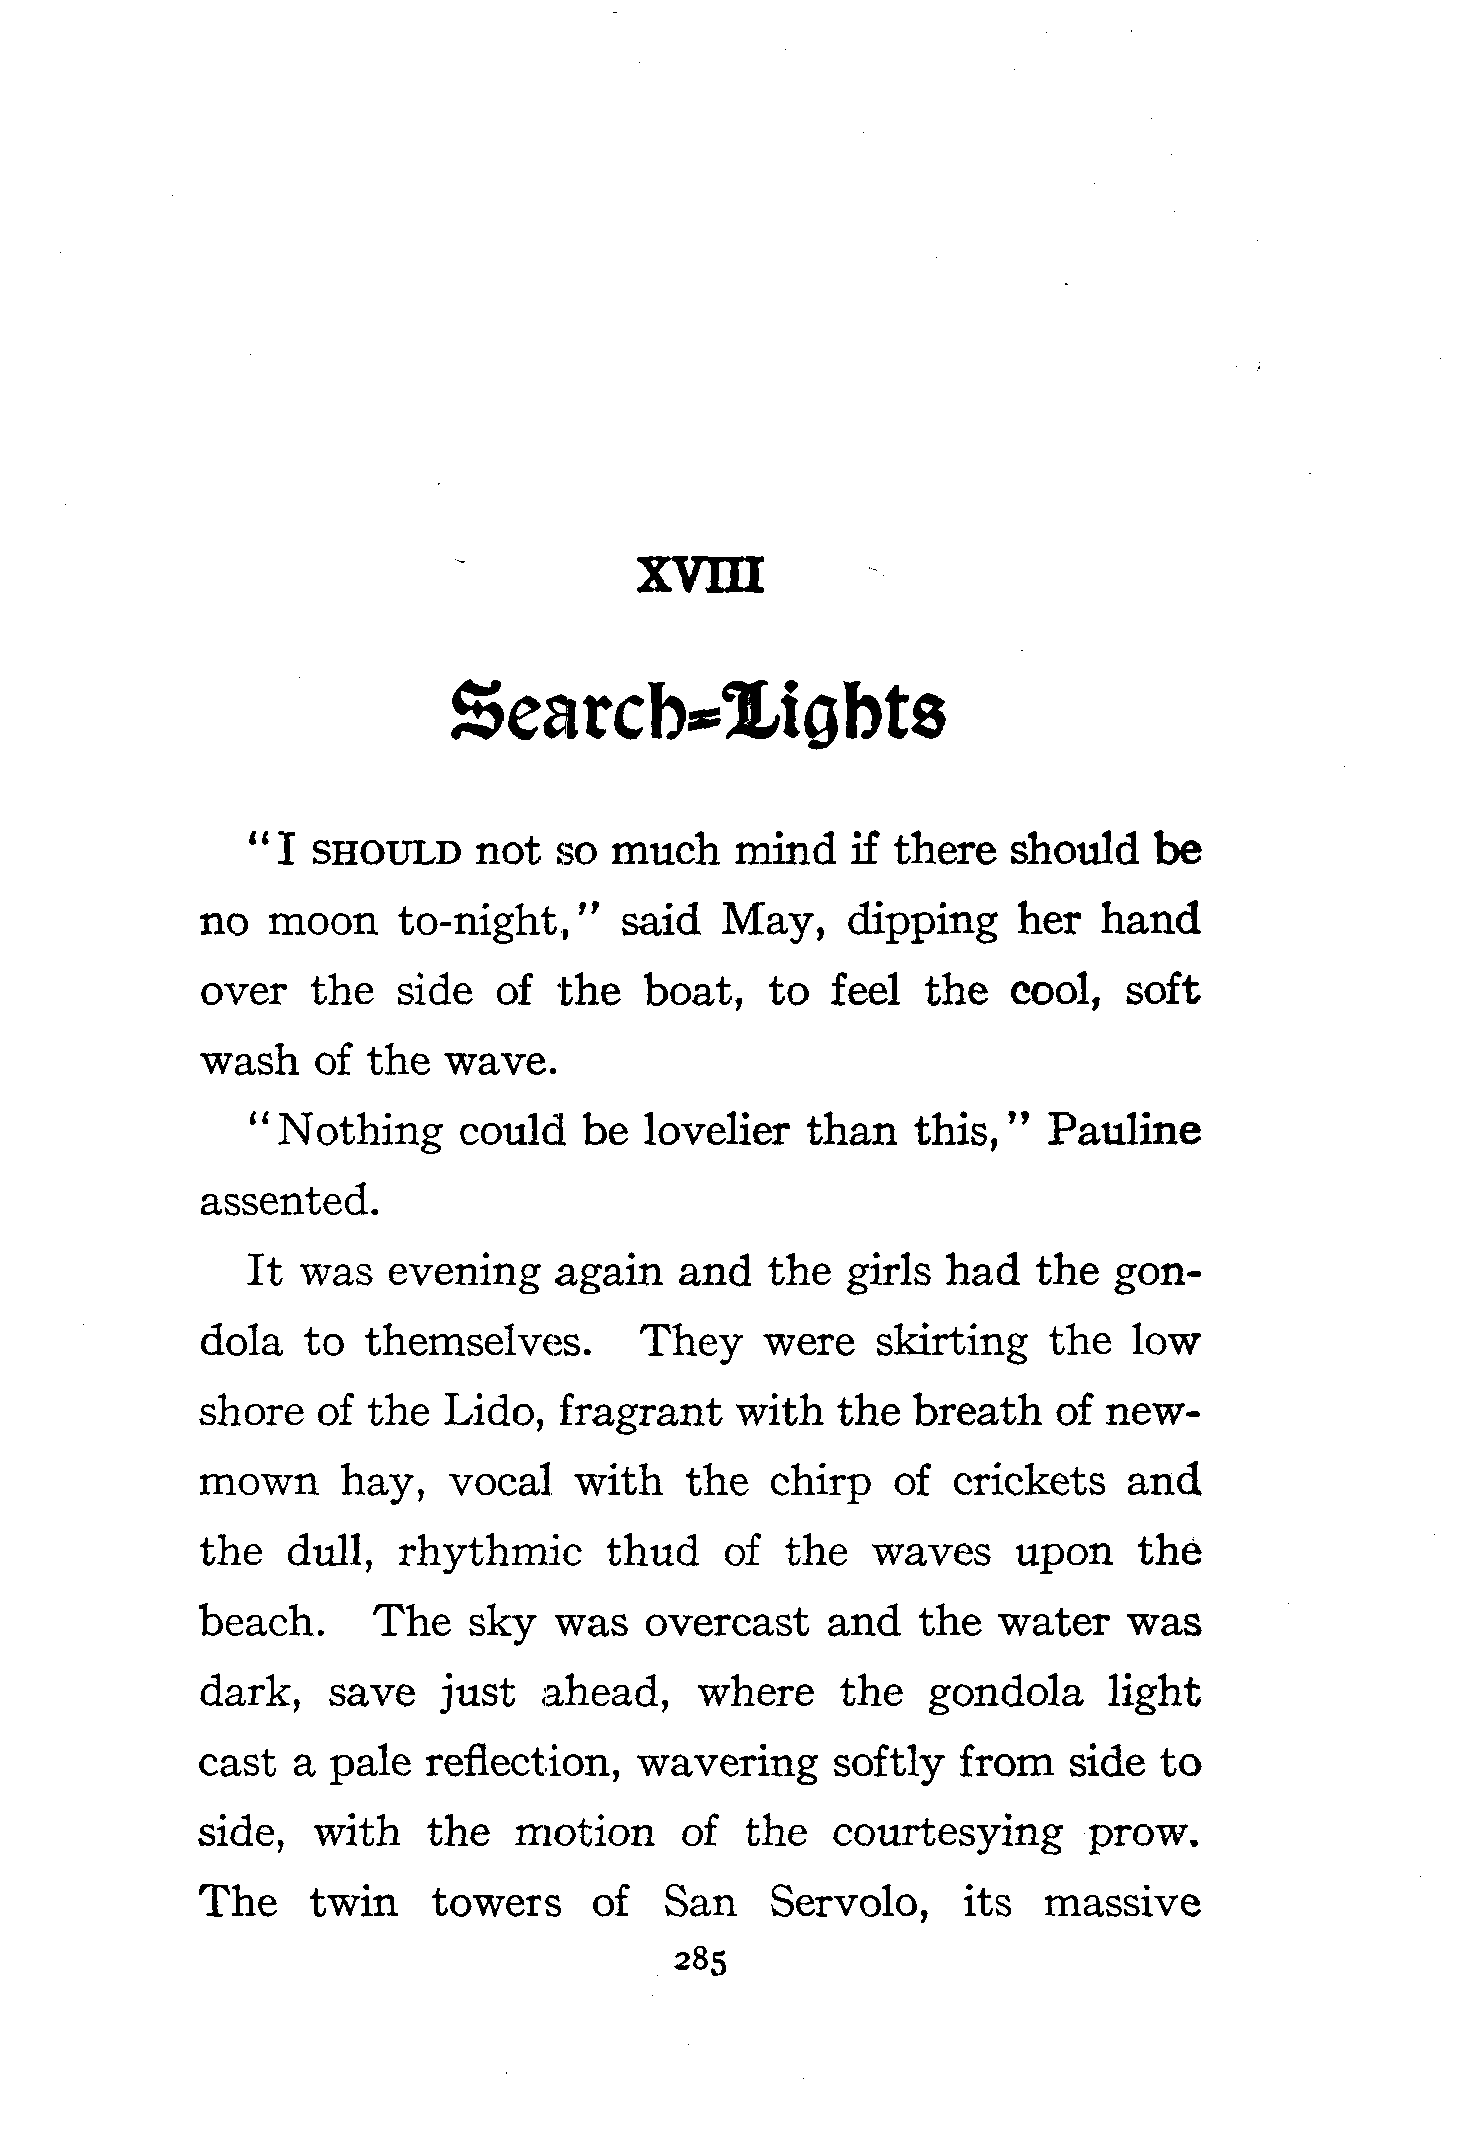 XVIII
Search-Lights
"I SHOULD not so much mind if there should be
no moon to-night," said May, dipping her hand
over the side of the boat, to feel the cool, soft
wash of the wave.
"Nothing could be lovelier than this," Pauline
assented.
It was evening again and the girls had the gon-
dola to themselves. They were skirting the low
shore of the Lido, fragrant with the breath of new-
mown hay, vocal with the chirp of crickets and
the dull, rhythmic thud of the waves upon the
beach. The sky was overcast and the water was
dark, save just ahead, where the gondola light
cast a pale reflection, wavering softly from side to
side, with the motion of the courtesying prow.
The twin towers of San Servolo, its massive
285